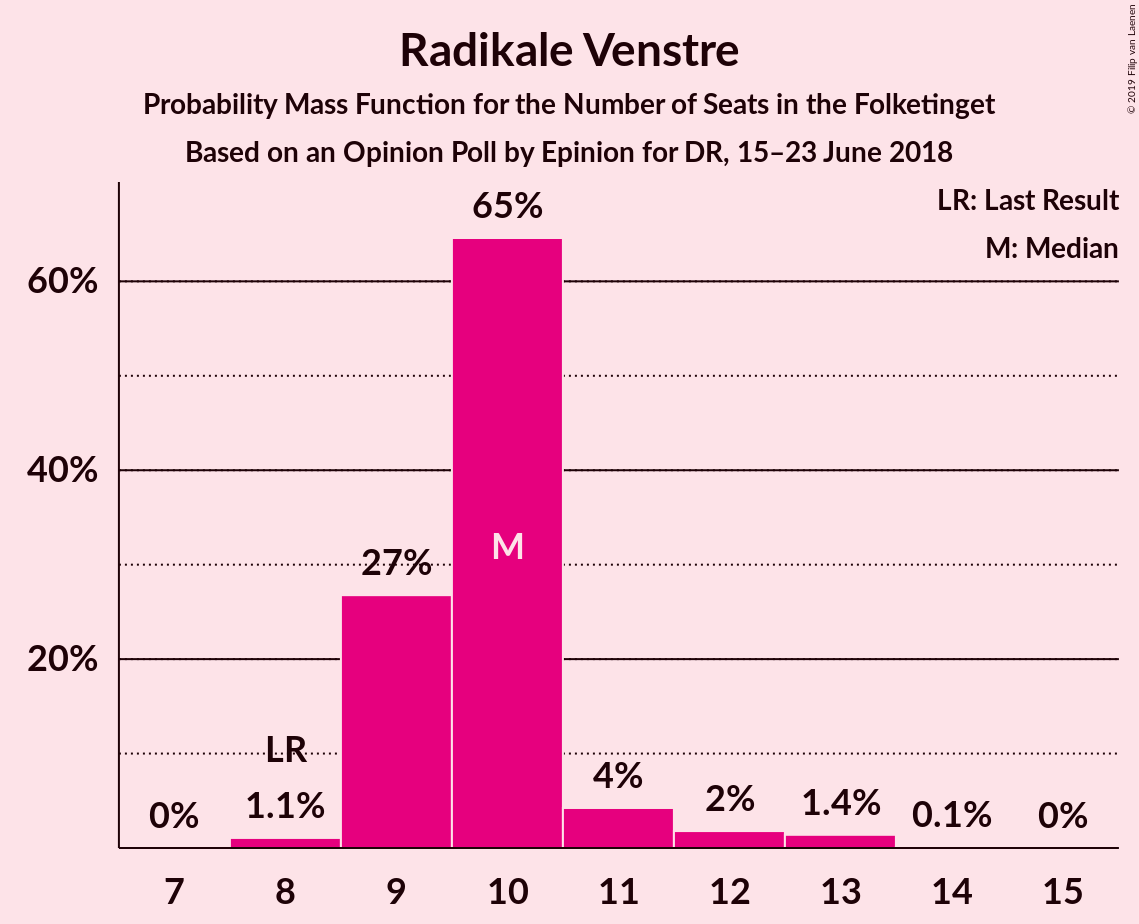 Radikale Venstre
Probability Mass Function for the Number of Seats in the Folketinget
Based on an Opinion Poll by Epinion for DR, 15–23 June 2018
© 2019 Filip van Laenen
LR: Last Result
M: Median
65%
60%
40%
M
27%
20%
LR
4%
0%
1.1%
2%
1.4%
0.1%
0%
7 8 9 10 11 12 13 14 15